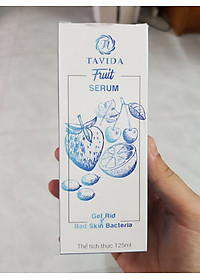 TAVIDA
Fruit
SERUM
Get Rid
Bad Skin Bacteria
Thể tích thực 125ml